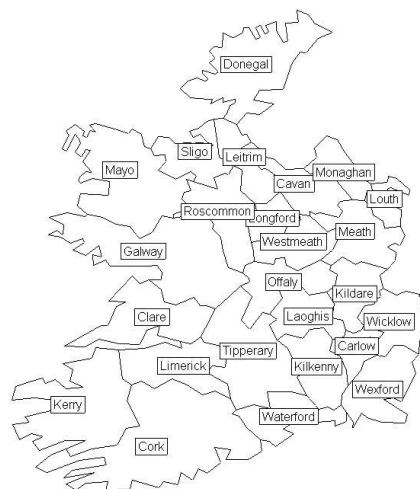 Donegal
Sligo
Leitrim
Monaghan
Mayo
Cavan
Louth
Roscommon
Longford
Meath
Westmeath
Galway
Offaly
Kildare
Laoghis
Clare
Wicklow
Carlow
Tipperary
Limerick
Kilkenny
Wexford
Kerry
Waterford
Cork